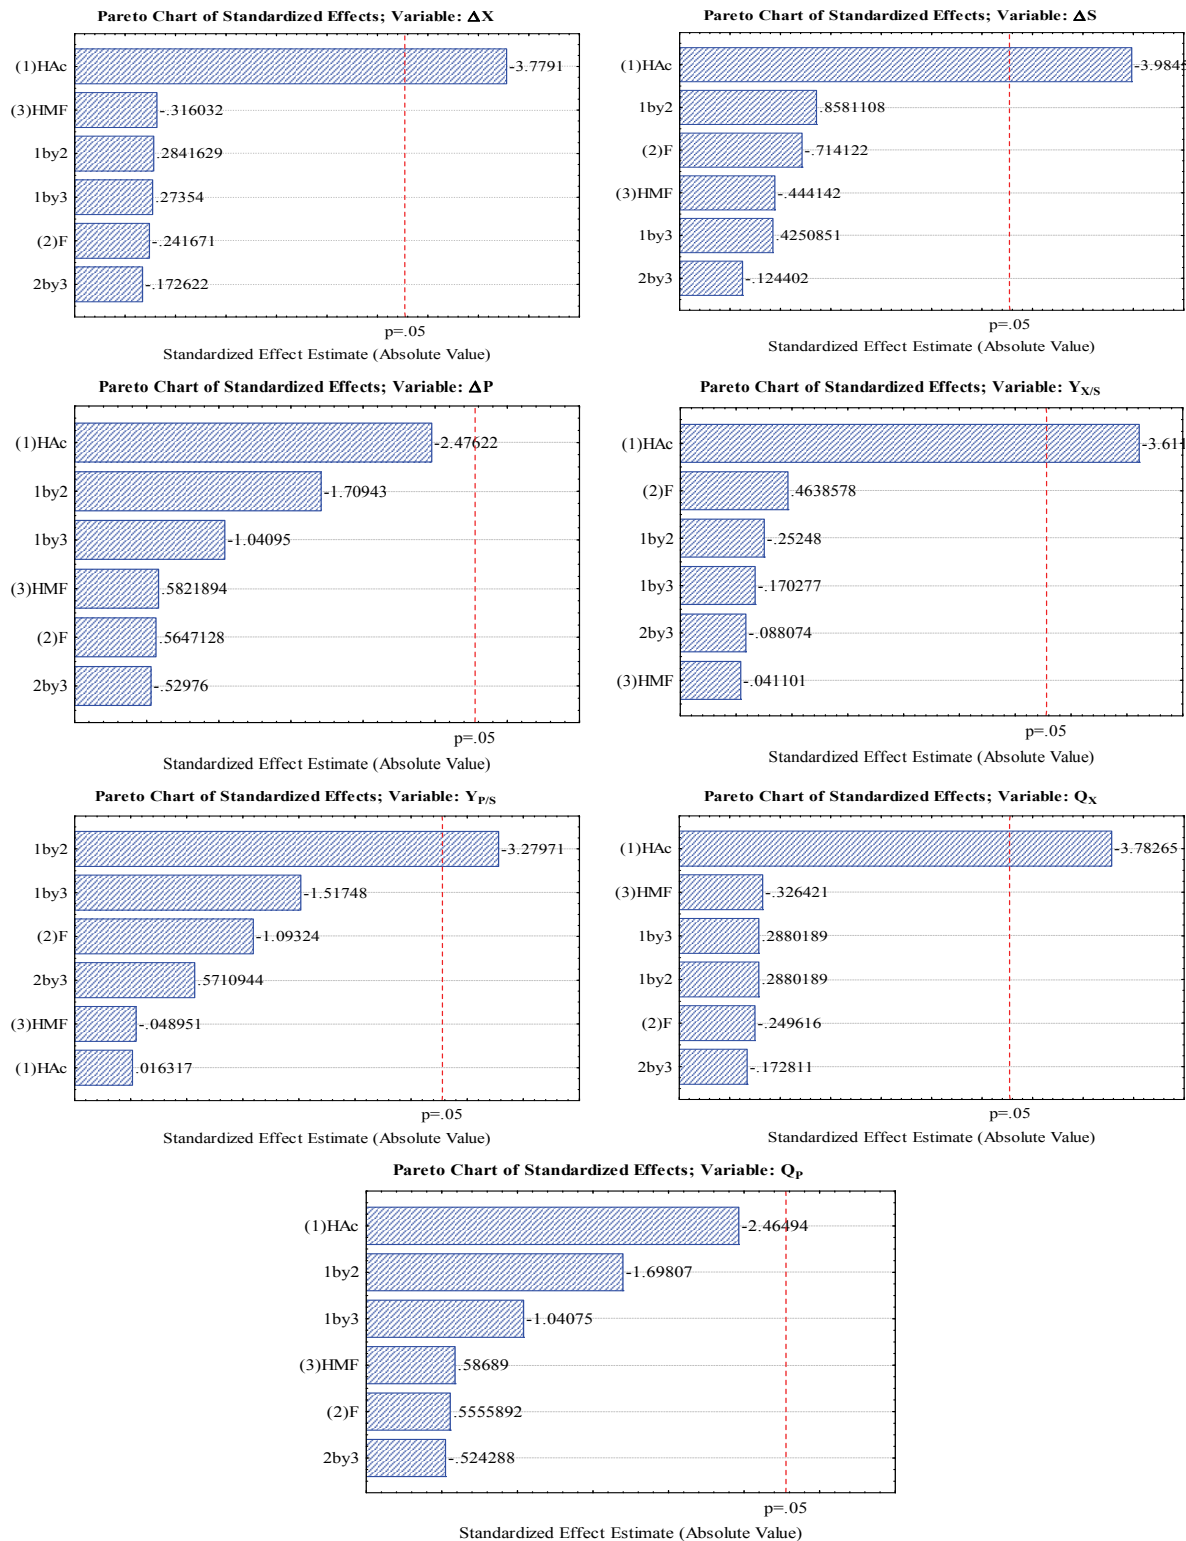 Pareto Chart of Standardized Effects; Variable: ΔX
(1)HAc -3.7791
(3)HMF -.316032
1by2 .2841629
1by3 .27354
(2)F -.241671
2by3 -.172622
p=.05
Standardized Effect Estimate (Absolute Value)
Pareto Chart of Standardized Effects; Variable: ΔS
(1)HAc -3.984
1by2 .8581108
(2)F -.714122
(3)HMF -.444142
1by3 .4250851
2by3 -.124402
p=.05
Standardized Effect Estimate (Absolute Value)
Pareto Chart of Standardized Effects; Variable: ΔP
(1)HAc -2.47622
1by2 -1.70943
1by3 -1.04095
(3)HMF .5821894
(2)F .5647128
2by3 -.52976
p=.05
Standardized Effect Estimate (Absolute Value)
Pareto Chart of Standardized Effects; Variable: Y_X/S
(1)HAc -3.611
(2)F .4638578
1by2 -.25248
1by3 -.170277
2by3 -.088074
(3)HMF -.041101
p=.05
Standardized Effect Estimate (Absolute Value)
Pareto Chart of Standardized Effects; Variable: Y_P/S
1by2 -3.27971
1by3 -1.51748
(2)F -1.09324
2by3 .5710944
(3)HMF -.048951
(1)HAc .016317
p=.05
Standardized Effect Estimate (Absolute Value)
Pareto Chart of Standardized Effects; Variable: Q_X
(1)HAc -3.78265
(3)HMF -.326421
1by3 .2880189
1by2 .2880189
(2)F -.249616
2by3 -.172811
p=.05
Standardized Effect Estimate (Absolute Value)
Pareto Chart of Standardized Effects; Variable: Q_P
(1)HAc -2.46494
1by2 -1.69807
1by3 -1.04075
(3)HMF .58689
(2)F .5555892
2by3 -.524288
p=.05
Standardized Effect Estimate (Absolute Value)